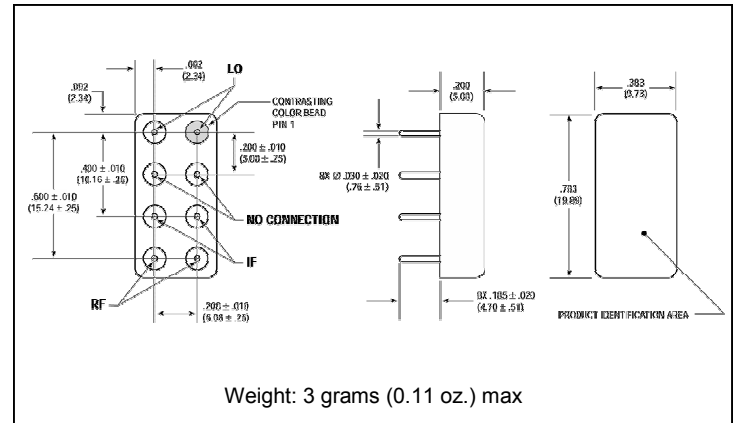 .092
(2.34)
LO
.092
(2.34)
CONTRASTING
COLOR BEAD
PIN 1
.200 ± .010
(5.08 ± .25)
.400 ± .010
(10.16 ± .25)
.600 ± .010
(15.24 ± .25)
NO CONNECTION
IF
RF
.200 ± .010
(5.08 ± .25)
.200
(5.08)
8X Ø .030 ± .020
(.76 ± .51)
8X .185 ± .020
(4.70 ± .51)
.383
(9.73)
.783
(19.89)
PRODUCT IDENTIFICATION AREA
Weight: 3 grams (0.11 oz.) max